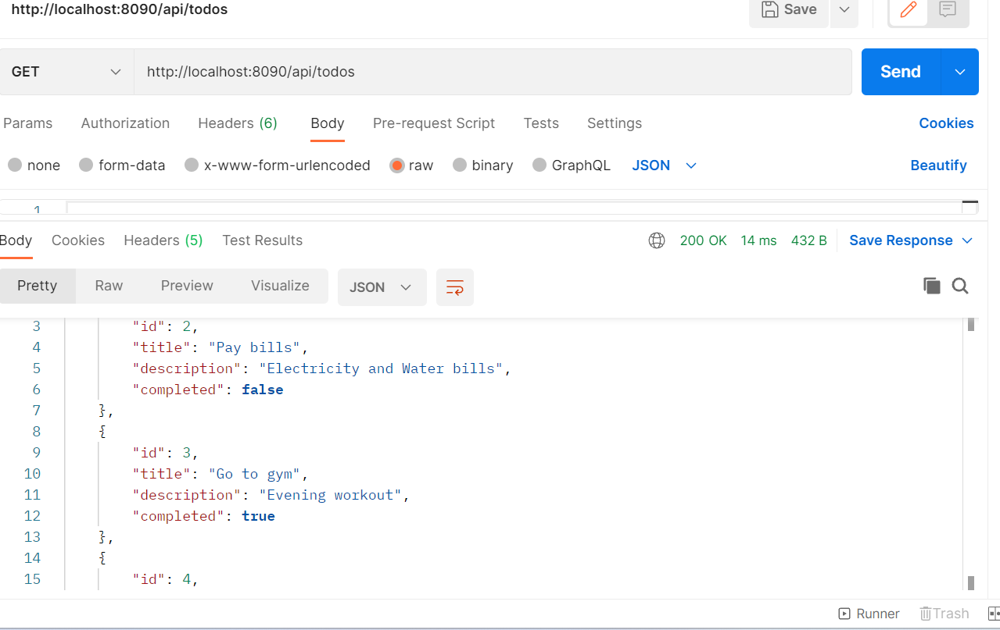 http://localhost:8090/api/todos
Save
GET
http://localhost:8090/api/todos
Send
Params Authorization Headers (6) Body Pre-request Script Tests Settings Cookies
none form-data x-www-form-urlencoded raw binary GraphQL JSON Beautify
1
Body Cookies Headers (5) Test Results 200 OK 14 ms 432 B Save Response
Pretty Raw Preview Visualize JSON
3 "id": 2,
4 "title": "Pay bills",
5 "description": "Electricity and Water bills",
6 "completed": false
7 },
8 {
9 "id": 3,
10 "title": "Go to gym",
11 "description": "Evening workout",
12 "completed": true
13 },
14 {
15 "id": 4,
Runner Trash